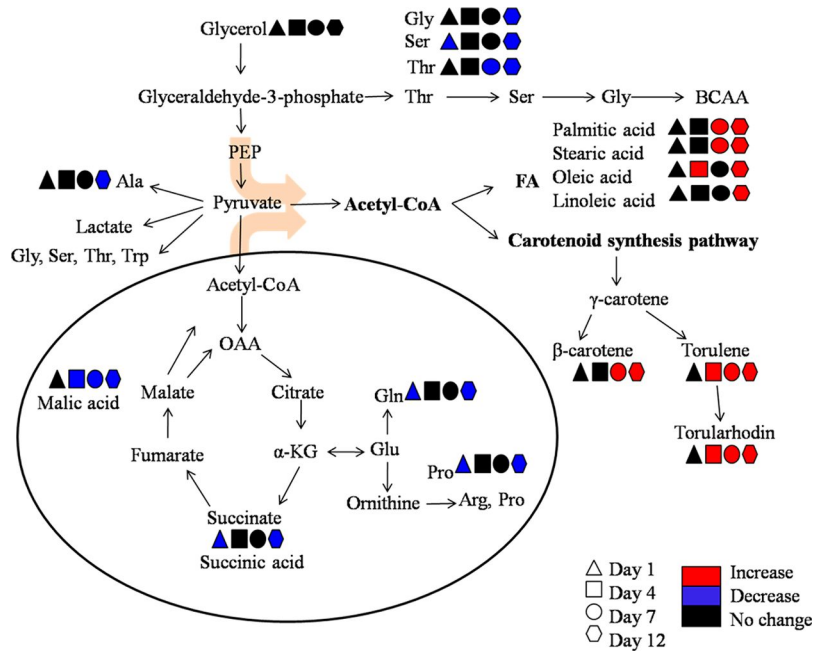 Glycerol
Gly
Ser
Thr
Glyceraldehyde-3-phosphate
Thr
Ser
Gly
BCAA
PEP
Palmitic acid
Stearic acid
Oleic acid
Linoleic acid
FA
Ala
Pyruvate
Acetyl-CoA
Lactate
Gly, Ser, Thr, Trp
Carotenoid synthesis pathway
Acetyl-CoA
γ-carotene
OAA
β-carotene
Torulene
Malic acid
Malate
Citrate
Gln
Torularhodin
Fumarate
α-KG
Glu
Pro
Ornithine
Arg, Pro
Succinate
Succinic acid
Day 1
Day 4
Day 7
Day 12
Increase
Decrease
No change